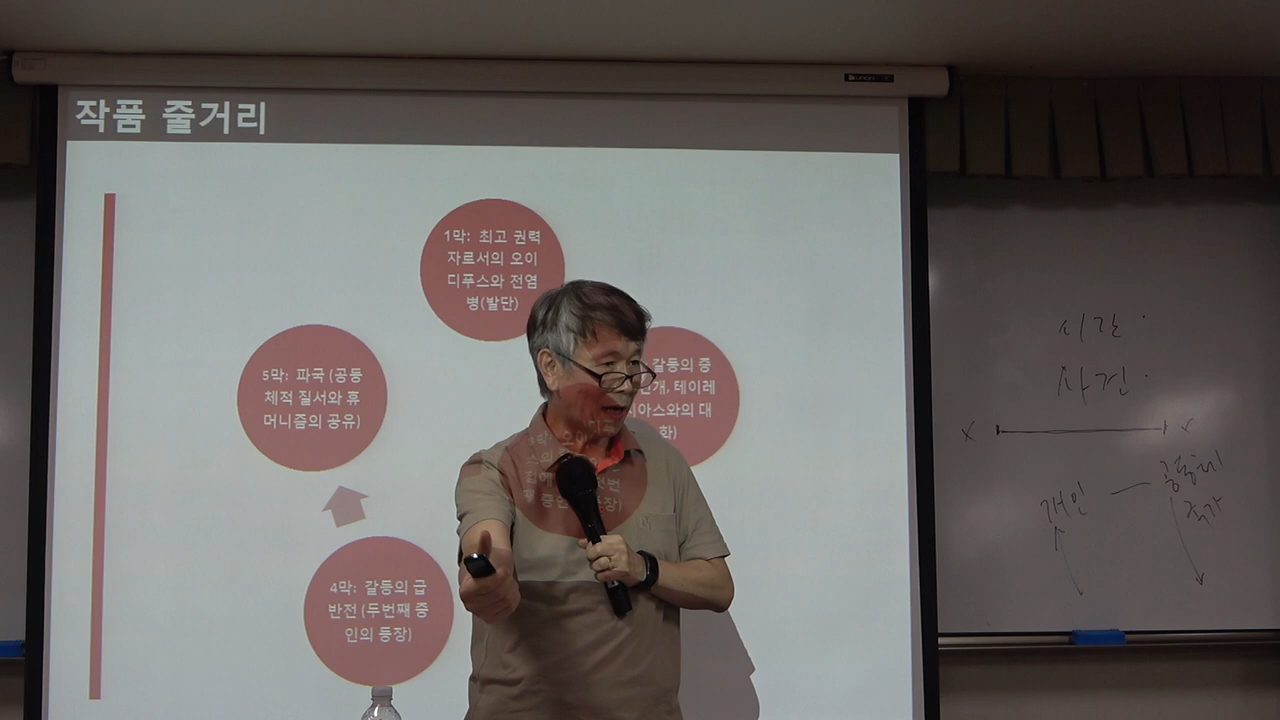 작품 줄거리
1막: 최고 권력
자로서의 오이
디푸스와 전염
병(발단)
갈등의 증
인개, 테이레
시아스와의 대
화)
중인
장)
4막: 갈등의 급
반전 (두번째 증
인의 등장)
5막: 파국 (공동
체적 질서와 휴
머니즘의 공유)
시간
사건
개인
공동체
국가